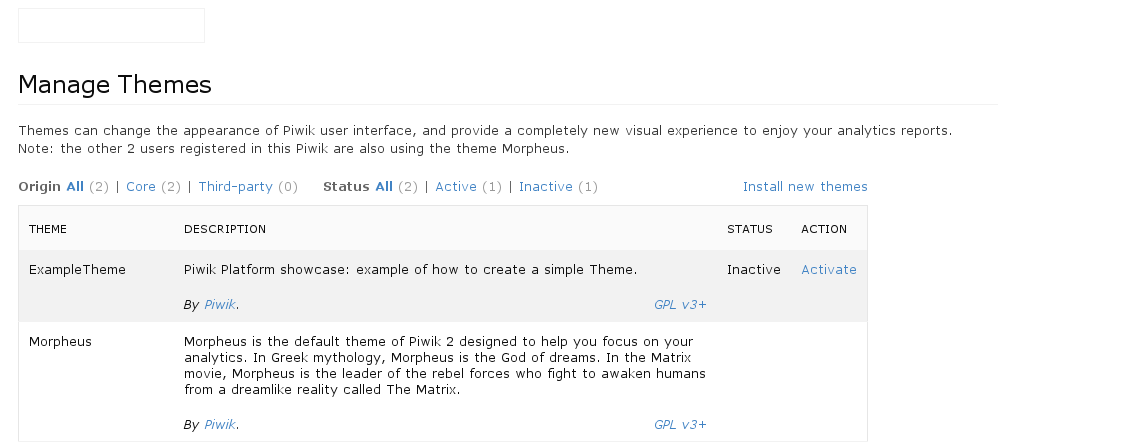 Manage Themes
Themes can change the appearance of Piwik user interface, and provide a completely new visual experience to enjoy your analytics reports.
Note: the other 2 users registered in this Piwik are also using the theme Morpheus.
Origin All (2) | Core (2) | Third-party (0) Status All (2) | Active (1) | Inactive (1) Install new themes
THEME DESCRIPTION STATUS ACTION
ExampleTheme Piwik Platform showcase: example of how to create a simple Theme. Inactive Activate
By Piwik. GPL v3+
Morpheus Morpheus is the default theme of Piwik 2 designed to help you focus on your
analytics. In Greek mythology, Morpheus is the God of dreams. In the Matrix
movie, Morpheus is the leader of the rebel forces who fight to awaken humans
from a dreamlike reality called The Matrix.
By Piwik. GPL v3+